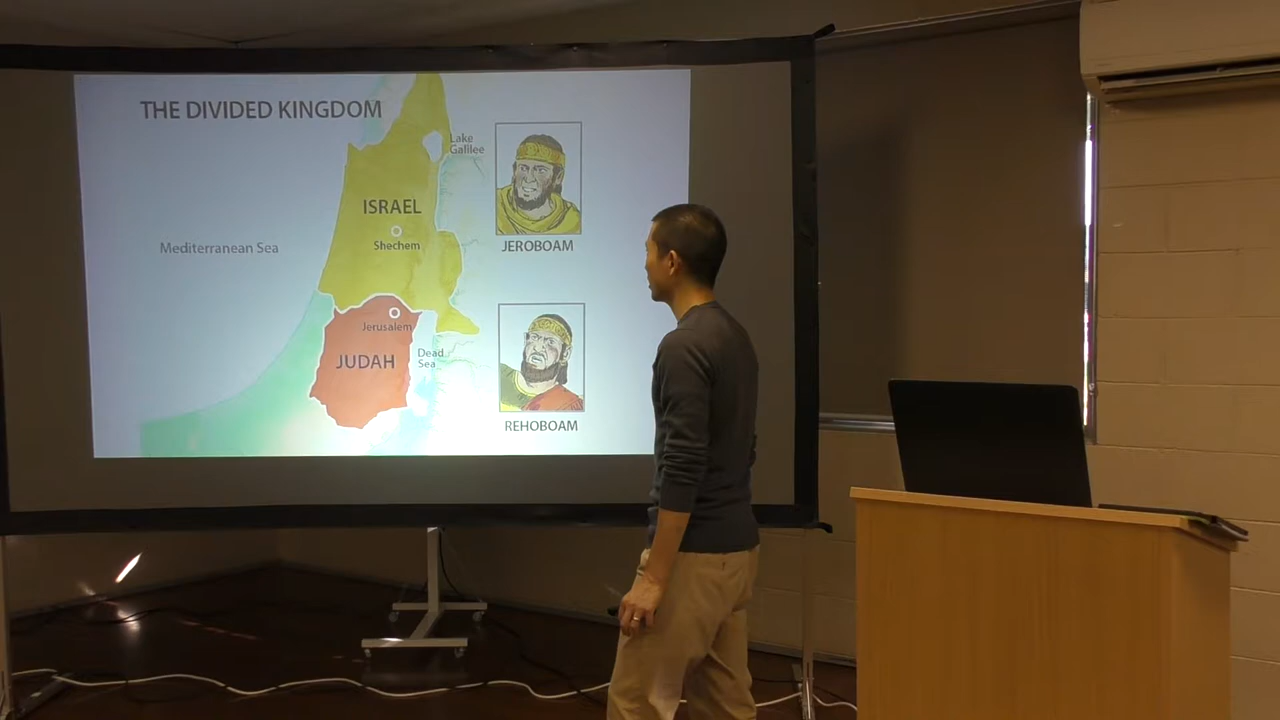 THE DIVIDED KINGDOM
Lake
Galilee
ISRAEL
Shechem
Mediterranean Sea
JEROBOAM
Jerusalem
JUDAH
Dead
Sea
REHOBOAM